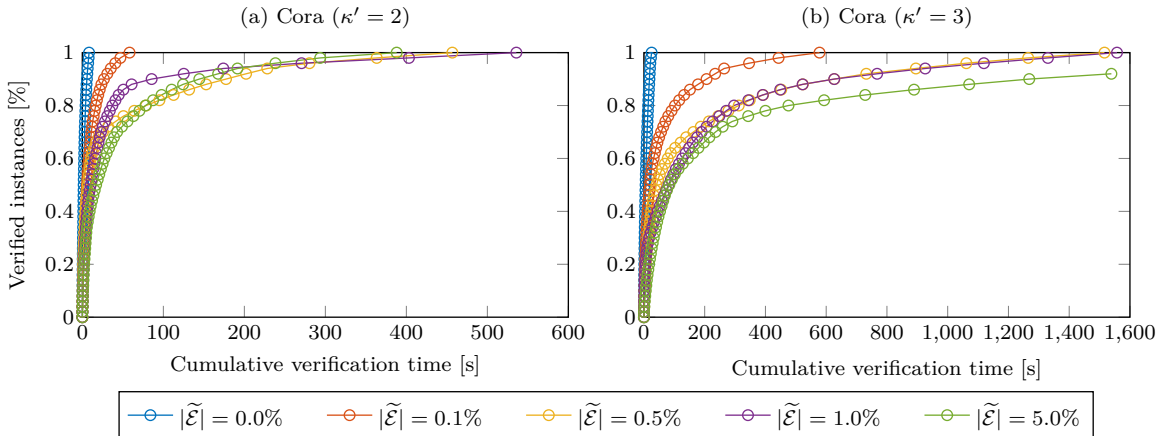 (a) Cora (κ′ = 2)
(b) Cora (κ′ = 3)
Verified instances [%]
1
0.8
0.6
0.4
0.2
0
0 100 200 300 400 500 600
Cumulative verification time [s]
1
0.8
0.6
0.4
0.2
0
0 200 400 600 800 1,000 1,200 1,400 1,600
Cumulative verification time [s]
|ℰ̃| = 0.0% |ℰ̃| = 0.1% |ℰ̃| = 0.5% |ℰ̃| = 1.0% |ℰ̃| = 5.0%